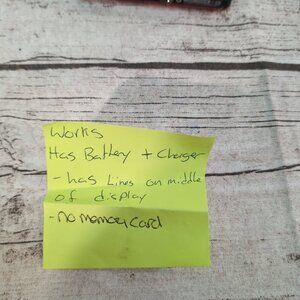 Works
Has Battery + Charger
- has Lines on middle
of display
- no memory card